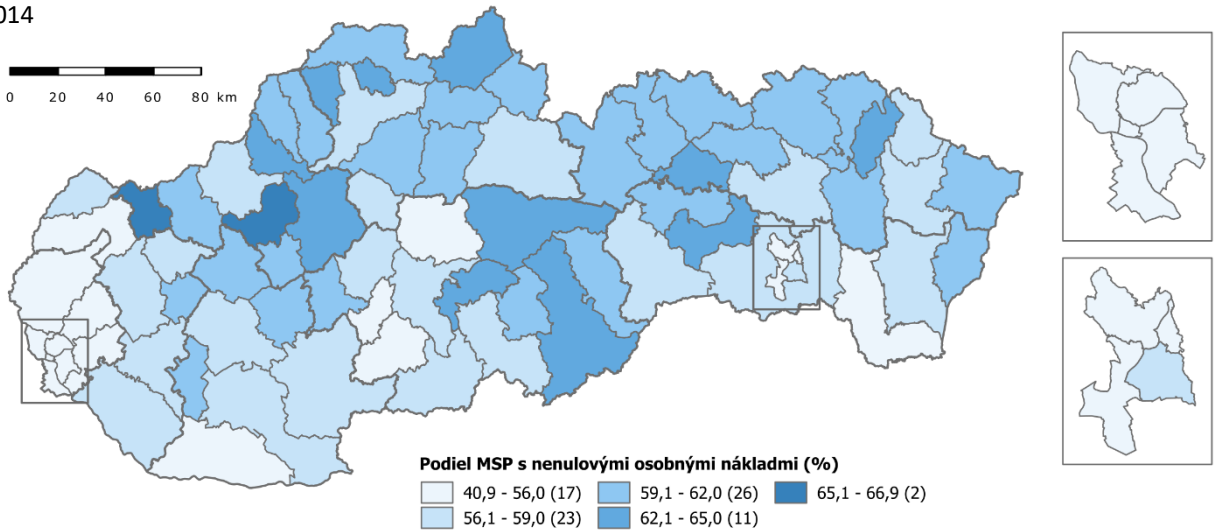 014
0 20 40 60 80 km
Podiel MSP s nenulovými osobnými nákladmi (%)
40,9 - 56,0 (17) 59,1 - 62,0 (26) 65,1 - 66,9 (2)
56,1 - 59,0 (23) 62,1 - 65,0 (11)